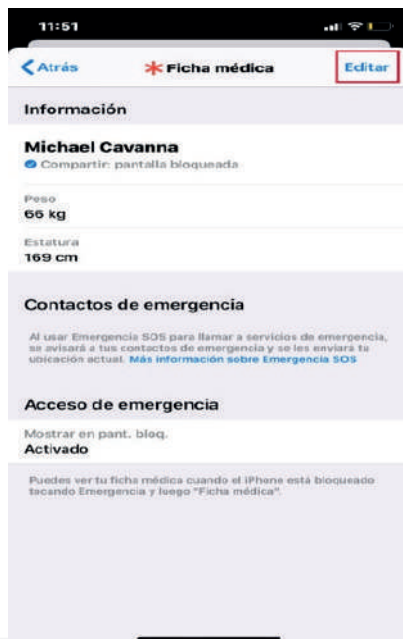 11:51
Atrás
Ficha médica
Editar
Información
Michael Cavanna
Compartir: pantalla bloqueada
Peso
66 kg
Estatura
169 cm
Contactos de emergencia
Al usar Emergencia SOS para llamar a servicios de emergencia,
se avisará a tus contactos de emergencia y se les enviará tu
ubicación actual. Más información sobre Emergencia SOS
Acceso de emergencia
Mostrar en pant. bloq.
Activado
Puedes ver tu ficha médica cuando el iPhone está bloqueado
tocando Emergencia y luego "Ficha médica".